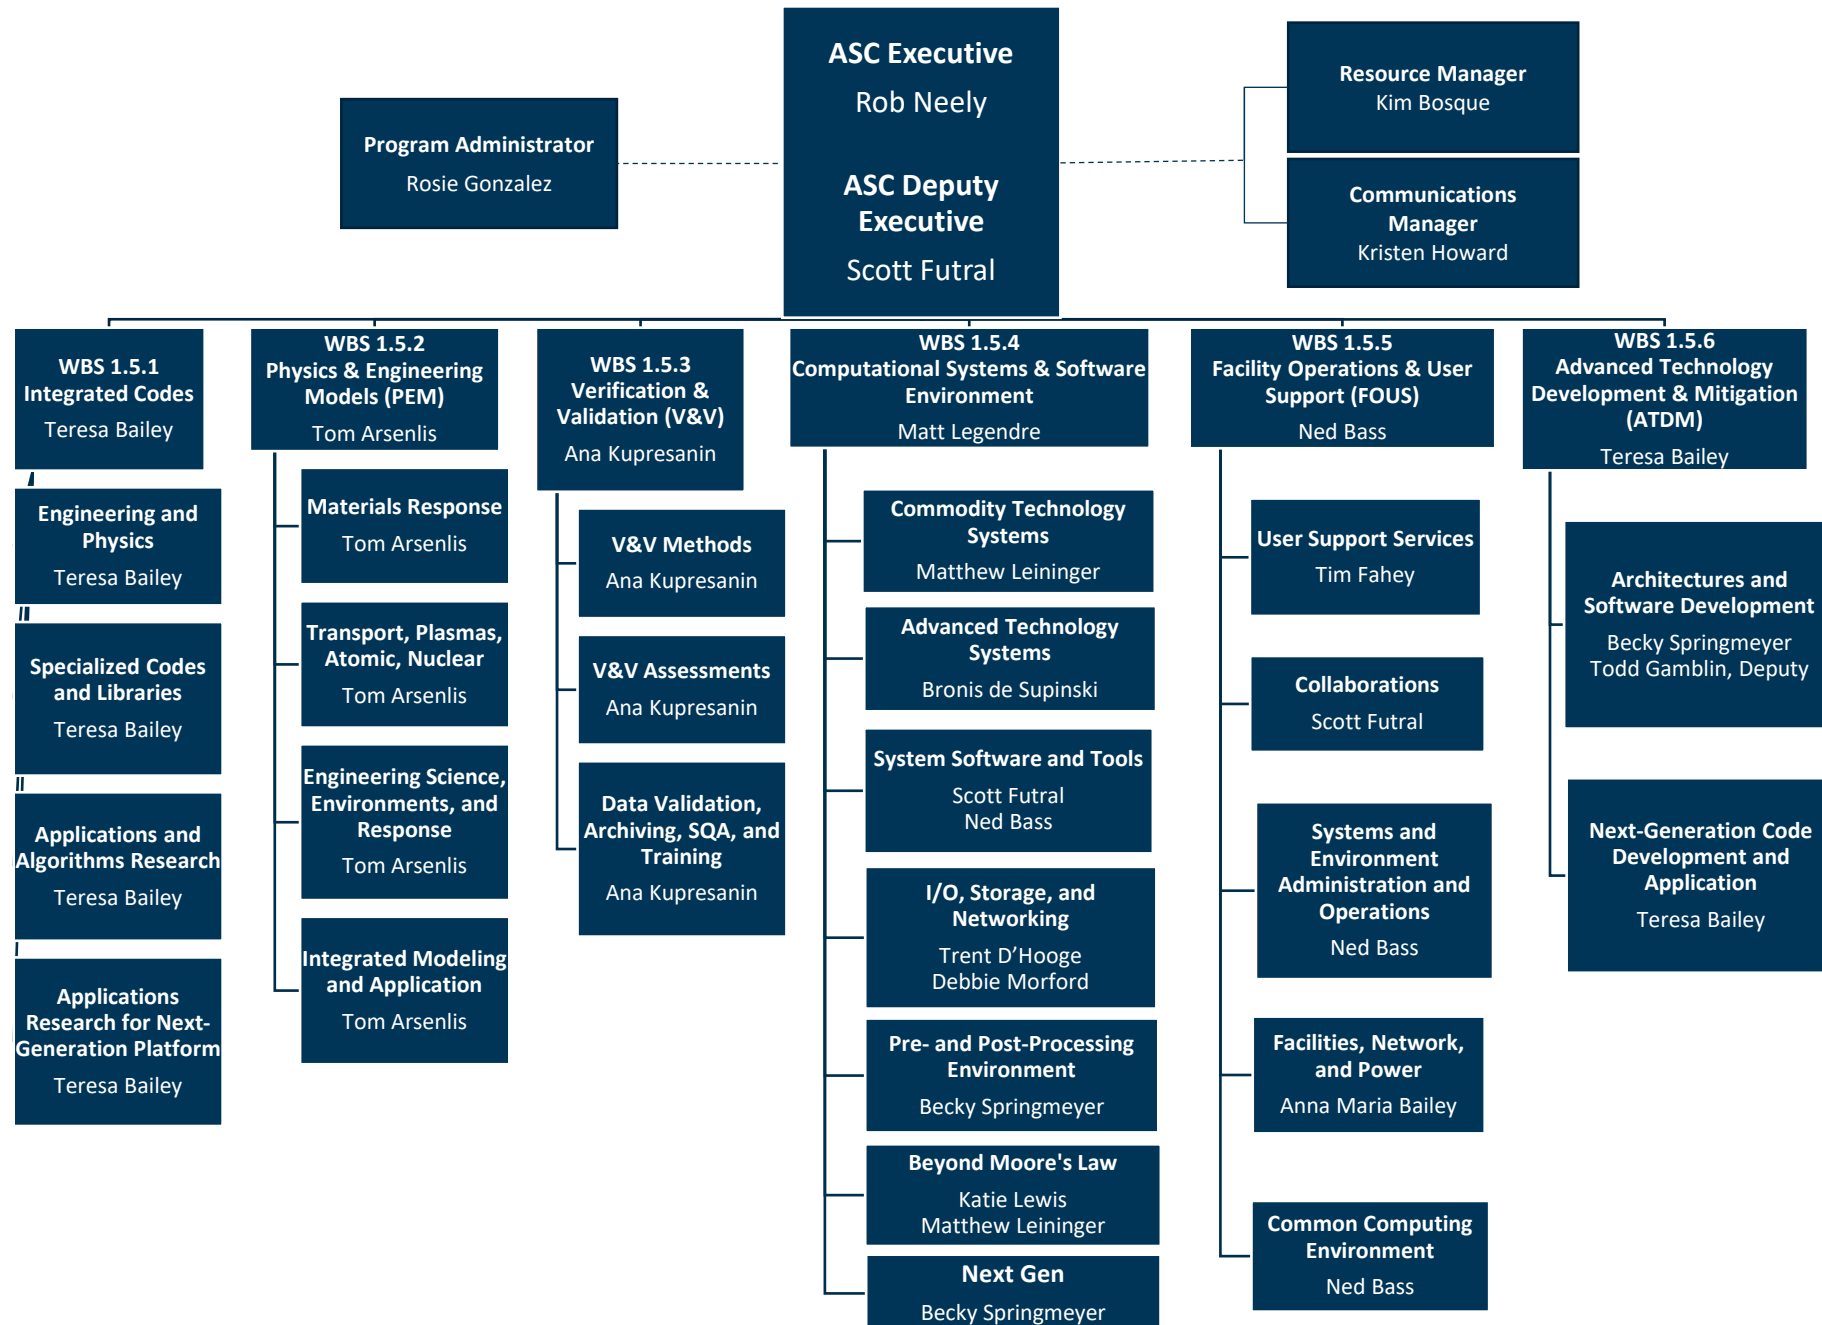 ASC Executive
Rob Neely
ASC Deputy
Executive
Scott Futral
Program Administrator
Rosie Gonzalez
Resource Manager
Kim Bosque
Communications
Manager
Kristen Howard
WBS 1.5.1
Integrated Codes
Teresa Bailey
Engineering and
Physics
Teresa Bailey
Specialized Codes
and Libraries
Teresa Bailey
Applications and
Algorithms Research
Teresa Bailey
Applications
Research for Next-
Generation Platform
Teresa Bailey
WBS 1.5.2
Physics & Engineering
Models (PEM)
Tom Arsenlis
Materials Response
Tom Arsenlis
Transport, Plasmas,
Atomic, Nuclear
Tom Arsenlis
Engineering Science,
Environments, and
Response
Tom Arsenlis
Integrated Modeling
and Application
Tom Arsenlis
WBS 1.5.3
Verification &
Validation (V&V)
Ana Kupresanin
V&V Methods
Ana Kupresanin
V&V Assessments
Ana Kupresanin
Data Validation,
Archiving, SQA, and
Training
Ana Kupresanin
WBS 1.5.4
Computational Systems & Software
Environment
Matt Legendre
Commodity Technology
Systems
Matthew Leininger
Advanced Technology
Systems
Bronis de Supinski
System Software and Tools
Scott Futral
Ned Bass
I/O, Storage, and
Networking
Trent D’Hooge
Debbie Morford
Pre- and Post-Processing
Environment
Becky Springmeyer
Beyond Moore's Law
Katie Lewis
Matthew Leininger
Next Gen
Becky Springmeyer
WBS 1.5.5
Facility Operations & User
Support (FOUS)
Ned Bass
User Support Services
Tim Fahey
Collaborations
Scott Futral
Systems and
Environment
Administration and
Operations
Ned Bass
Facilities, Network,
and Power
Anna Maria Bailey
Common Computing
Environment
Ned Bass
WBS 1.5.6
Advanced Technology
Development & Mitigation
(ATDM)
Teresa Bailey
Architectures and
Software Development
Becky Springmeyer
Todd Gamblin, Deputy
Next-Generation Code
Development and
Application
Teresa Bailey